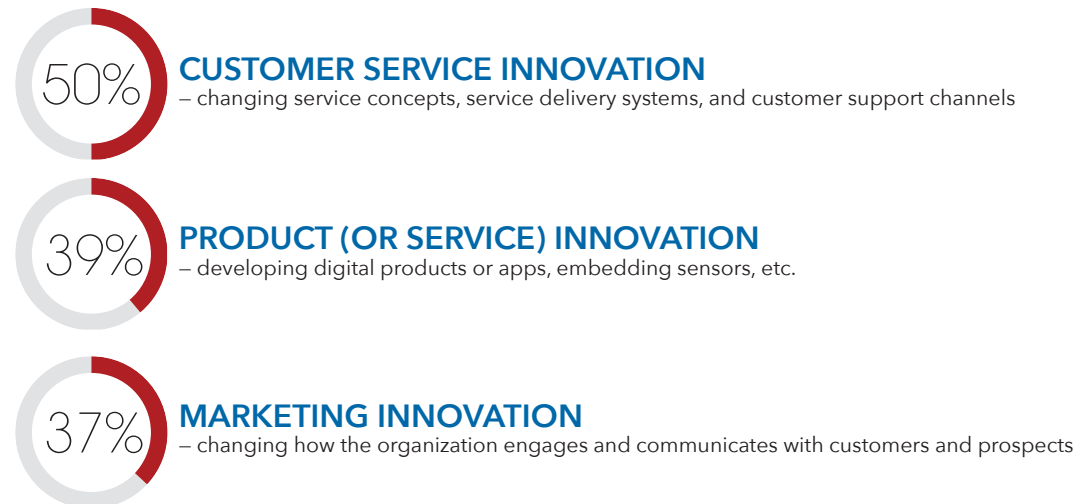 50%
CUSTOMER SERVICE INNOVATION
– changing service concepts, service delivery systems, and customer support channels
39%
PRODUCT (OR SERVICE) INNOVATION
– developing digital products or apps, embedding sensors, etc.
37%
MARKETING INNOVATION
– changing how the organization engages and communicates with customers and prospects